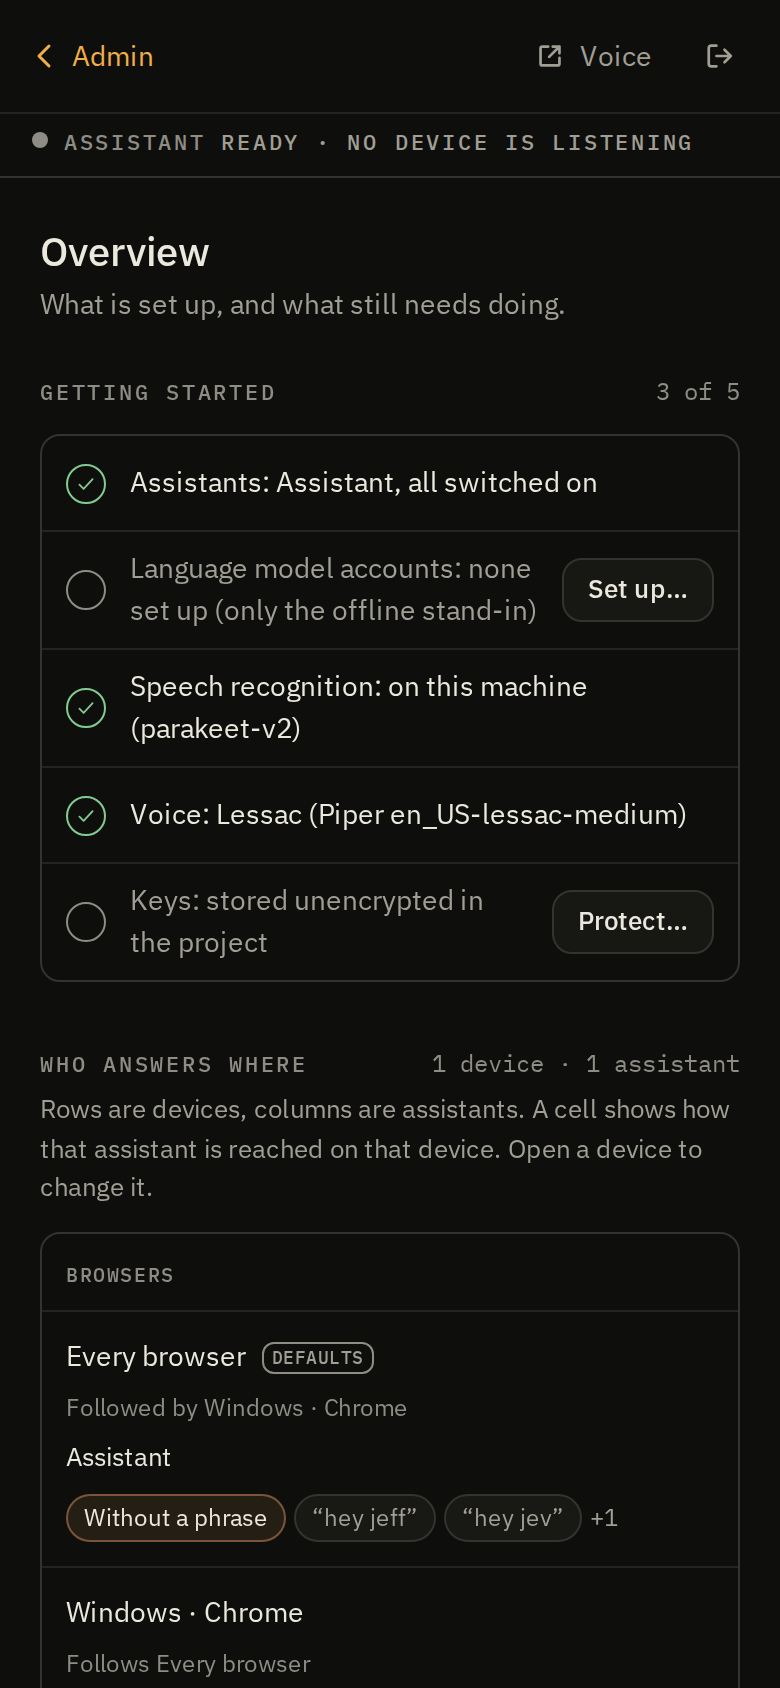 Admin
Voice
ASSISTANT READY · NO DEVICE IS LISTENING
Overview
What is set up, and what still needs doing.
GETTING STARTED
3 of 5
Assistants: Assistant, all switched on
Language model accounts: none
set up (only the offline stand-in)
Set up...
Speech recognition: on this machine
(parakeet-v2)
Voice: Lessac (Piper en_US-lessac-medium)
Keys: stored unencrypted in
the project
Protect...
WHO ANSWERS WHERE
1 device · 1 assistant
Rows are devices, columns are assistants. A cell shows how
that assistant is reached on that device. Open a device to
change it.
BROWSERS
Every browser DEFAULTS
Followed by Windows · Chrome
Assistant
Without a phrase “hey jeff” “hey jev” +1
Windows · Chrome
Follows Every browser